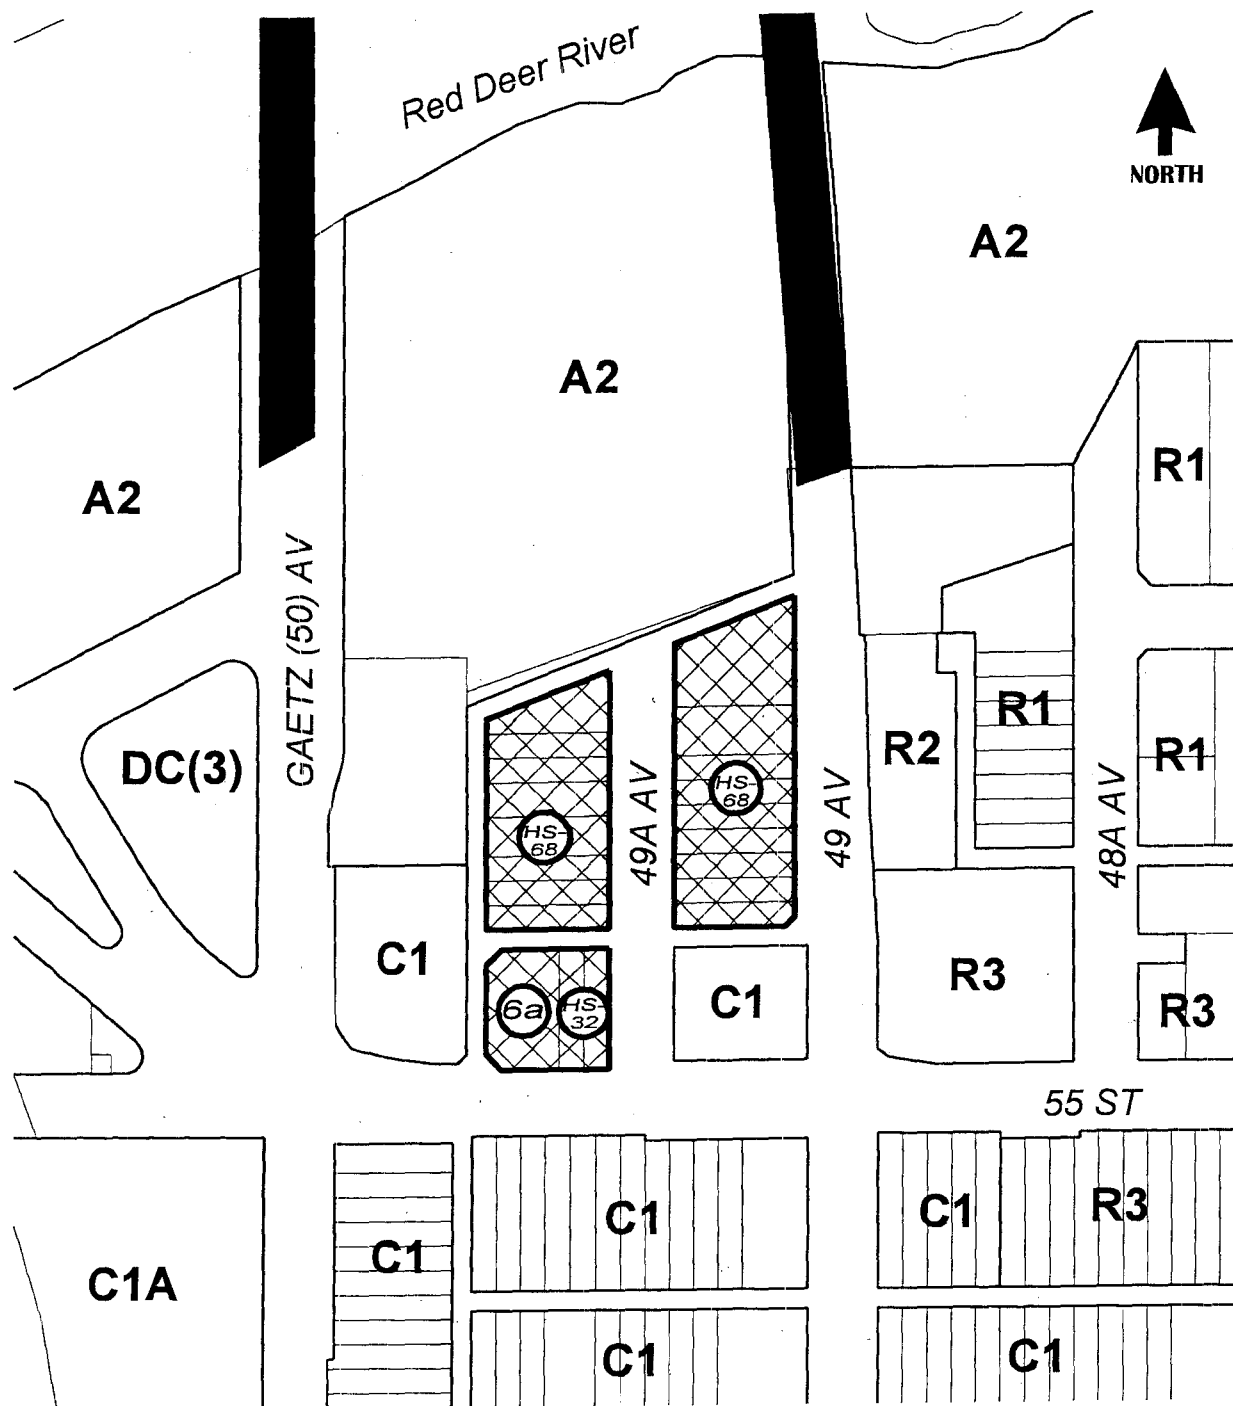 Red Deer River
NORTH
A2
A2
A2
R1
GAETZ (50) AV
DC(3)
R2
R1
R1
HS-
68
HS-
68
49A AV
49 AV
48A AV
C1
C1
R3
R3
6a
HS-
32
55 ST
C1
R3
C1
C1
C1A
C1
C1